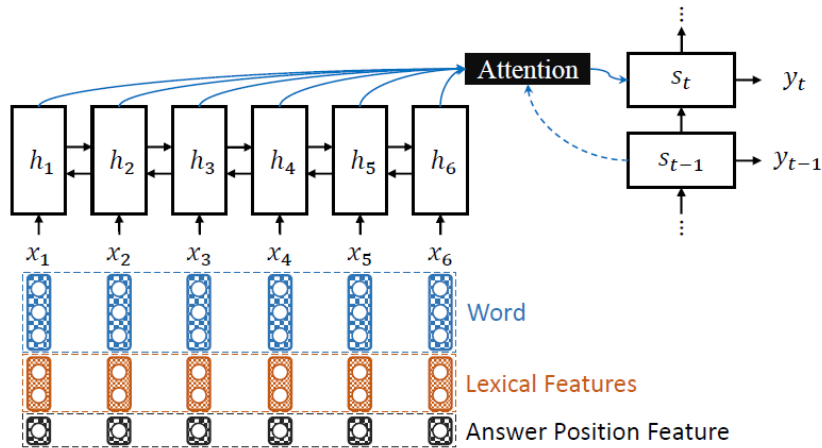 ⋮
Attention
s_t
y_t
h_1 h_2 h_3 h_4 h_5 h_6
s_{t−1}
y_{t−1}
x_1 x_2 x_3 x_4 x_5 x_6
⋮
Word
Lexical Features
Answer Position Feature